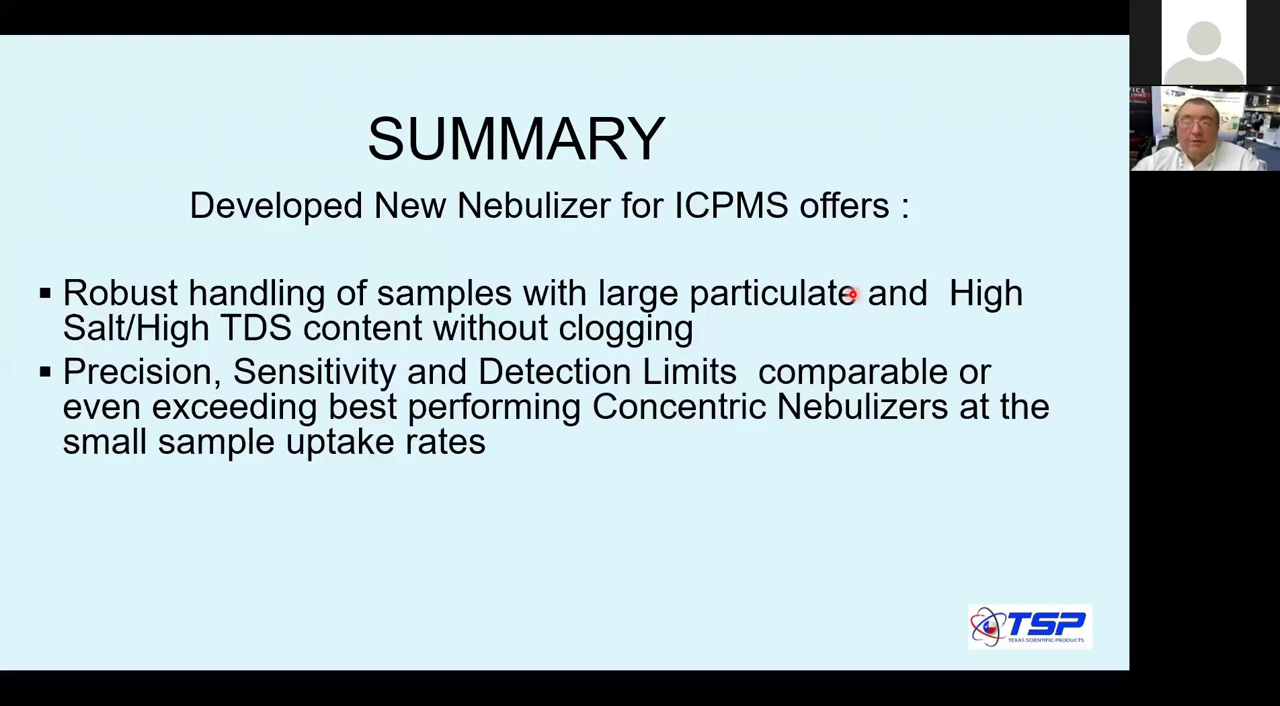 SUMMARY
Developed New Nebulizer for ICPMS offers :
▪ Robust handling of samples with large particulate and High
Salt/High TDS content without clogging
▪ Precision, Sensitivity and Detection Limits comparable or
even exceeding best performing Concentric Nebulizers at the
small sample uptake rates
TSP
TEXAS SCIENTIFIC PRODUCTS
TSP